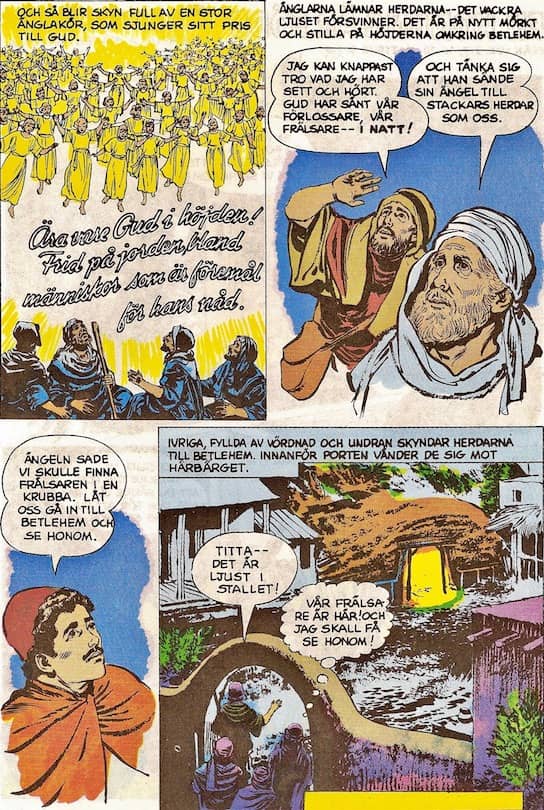 OCH SÅ BLIR SKYN FULL AV EN STOR
ÄNGLAKÖR, SOM SJUNGER SITT PRIS
TILL GUD.
Ära vare Gud i höjden!
Frid på jorden, bland
människor som äs föremål
för hans nåd.
ÄNGLARNA LÄMNAR HERDARNA--DET VACKRA
LJUSET FÖRSVINNER. DET ÄR PÅ NYTT MÖRKT
OCH STILLA PÅ HÖJDERNA OMKRING BETLEHEM.
JAG KAN KNAPPAST
TRO VAD JAG HAR
SETT OCH HÖRT.
GUD HAR SÄNT VÅR
FÖRLOSSARE, VÅR
FRÄLSARE-- I NATT!
OCH TÄNKA SIG
ATT HAN SÄNDE
SIN ÄNGEL TILL
STACKARS HERDAR
SOM OSS.
ÄNGELN SADE
VI SKULLE FINNA
FRÄLSAREN I EN
KRUBBA. LÅT
OSS GÅ IN TILL
BETLEHEM OCH
SE HONOM.
IVRIGA, FYLLDA AV VÖRDNAD OCH UNDRAN SKYNDAR HERDARNA
TILL BETLEHEM. INNANFÖR PORTEN VÄNDER DE SIG MOT
HÄRBÄRGET.
TITTA--
DET ÄR
LJUST I
STALLET!
VÅR FRÄLSA-
RE ÄR HÄR! OCH
JAG SKALL FÅ
SE HONOM!